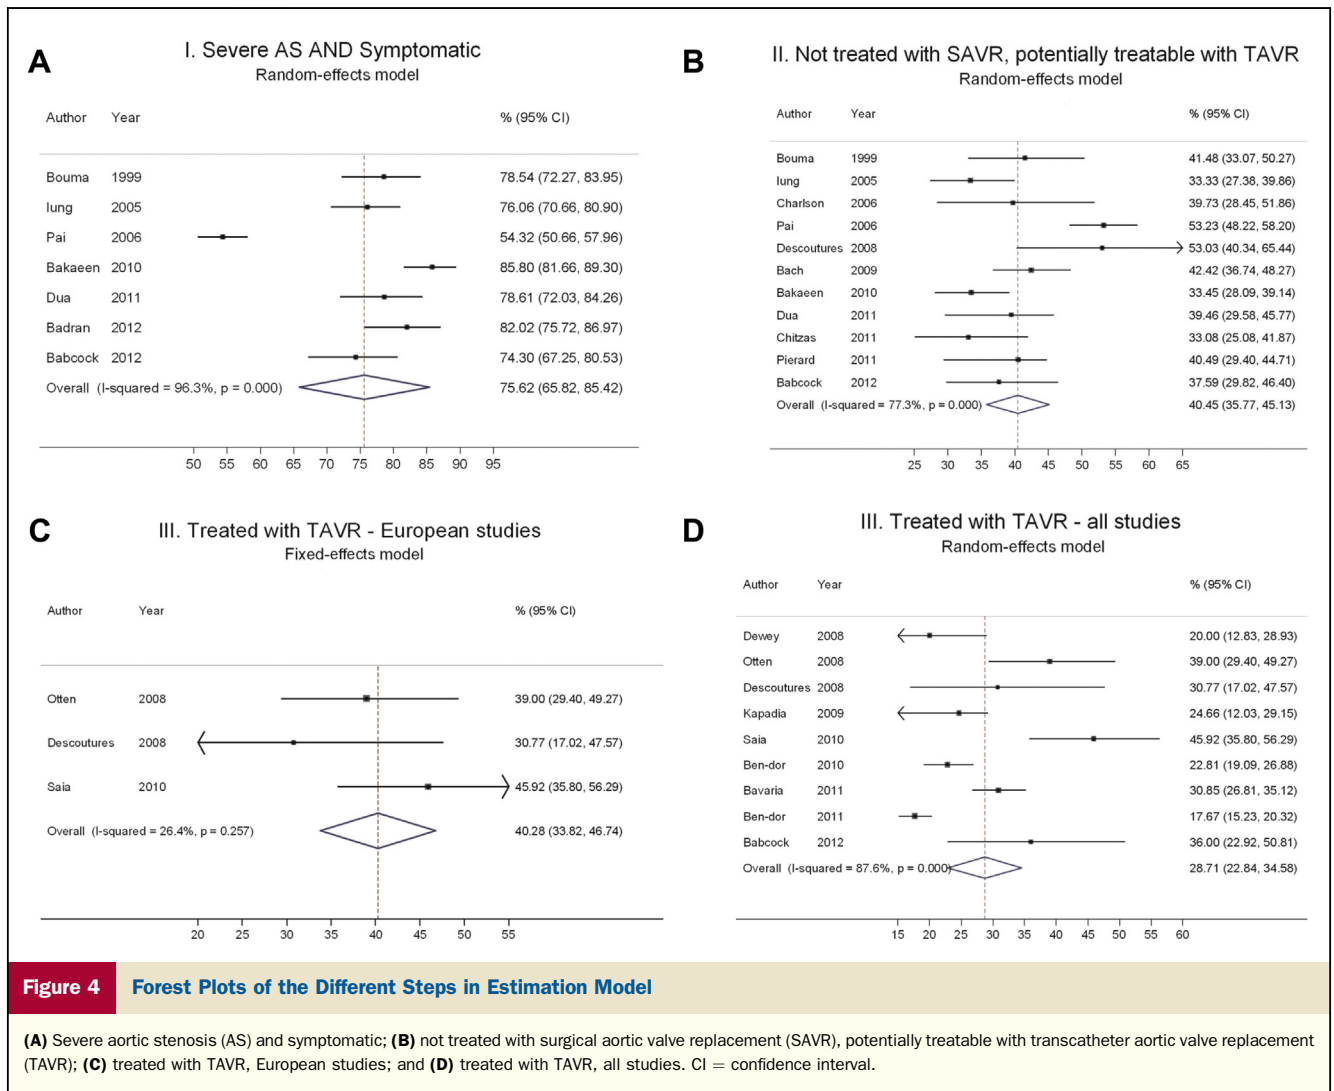 A
I. Severe AS AND Symptomatic
Random-effects model
Author Year % (95% CI)
Bouma 1999 78.54 (72.27, 83.95)
Iung 2005 76.06 (70.66, 80.90)
Pai 2006 54.32 (50.66, 57.96)
Bakaeen 2010 85.80 (81.66, 89.30)
Dua 2011 78.61 (72.03, 84.26)
Badran 2012 82.02 (75.72, 86.97)
Babcock 2012 74.30 (67.25, 80.53)
Overall (I-squared = 96.3%, p = 0.000) 75.62 (65.82, 85.42)
50 55 60 65 70 75 80 85 90 95
B
II. Not treated with SAVR, potentially treatable with TAVR
Random-effects model
Author Year % (95% CI)
Bouma 1999 41.48 (33.07, 50.27)
Iung 2005 33.33 (27.38, 39.86)
Charlson 2006 39.73 (28.45, 51.86)
Pai 2006 53.23 (48.22, 58.20)
Descoutures 2008 53.03 (40.34, 65.44)
Bach 2009 42.42 (36.74, 48.27)
Bakaeen 2010 33.45 (28.09, 39.14)
Dua 2011 39.46 (29.58, 45.77)
Chitzas 2011 33.08 (25.08, 41.87)
Pierard 2011 40.49 (29.40, 44.71)
Babcock 2012 37.59 (29.82, 46.40)
Overall (I-squared = 77.3%, p = 0.000) 40.45 (35.77, 45.13)
25 30 35 40 45 50 55 60 65
C
III. Treated with TAVR - European studies
Fixed-effects model
Author Year % (95% CI)
Otten 2008 39.00 (29.40, 49.27)
Descoutures 2008 30.77 (17.02, 47.57)
Saia 2010 45.92 (35.80, 56.29)
Overall (I-squared = 26.4%, p = 0.257) 40.28 (33.82, 46.74)
20 25 30 35 40 45 50 55
D
III. Treated with TAVR - all studies
Random-effects model
Author Year % (95% CI)
Dewey 2008 20.00 (12.83, 28.93)
Otten 2008 39.00 (29.40, 49.27)
Descoutures 2008 30.77 (17.02, 47.57)
Kapadia 2009 24.66 (12.03, 29.15)
Saia 2010 45.92 (35.80, 56.29)
Ben-dor 2010 22.81 (19.09, 26.88)
Bavaria 2011 30.85 (26.81, 35.12)
Ben-dor 2011 17.67 (15.23, 20.32)
Babcock 2012 36.00 (22.92, 50.81)
Overall (I-squared = 87.6%, p = 0.000) 28.71 (22.84, 34.58)
15 20 25 30 35 40 45 50 55 60
Figure 4 Forest Plots of the Different Steps in Estimation Model
(A) Severe aortic stenosis (AS) and symptomatic; (B) not treated with surgical aortic valve replacement (SAVR), potentially treatable with transcatheter aortic valve replacement
(TAVR); (C) treated with TAVR, European studies; and (D) treated with TAVR, all studies. CI = confidence interval.